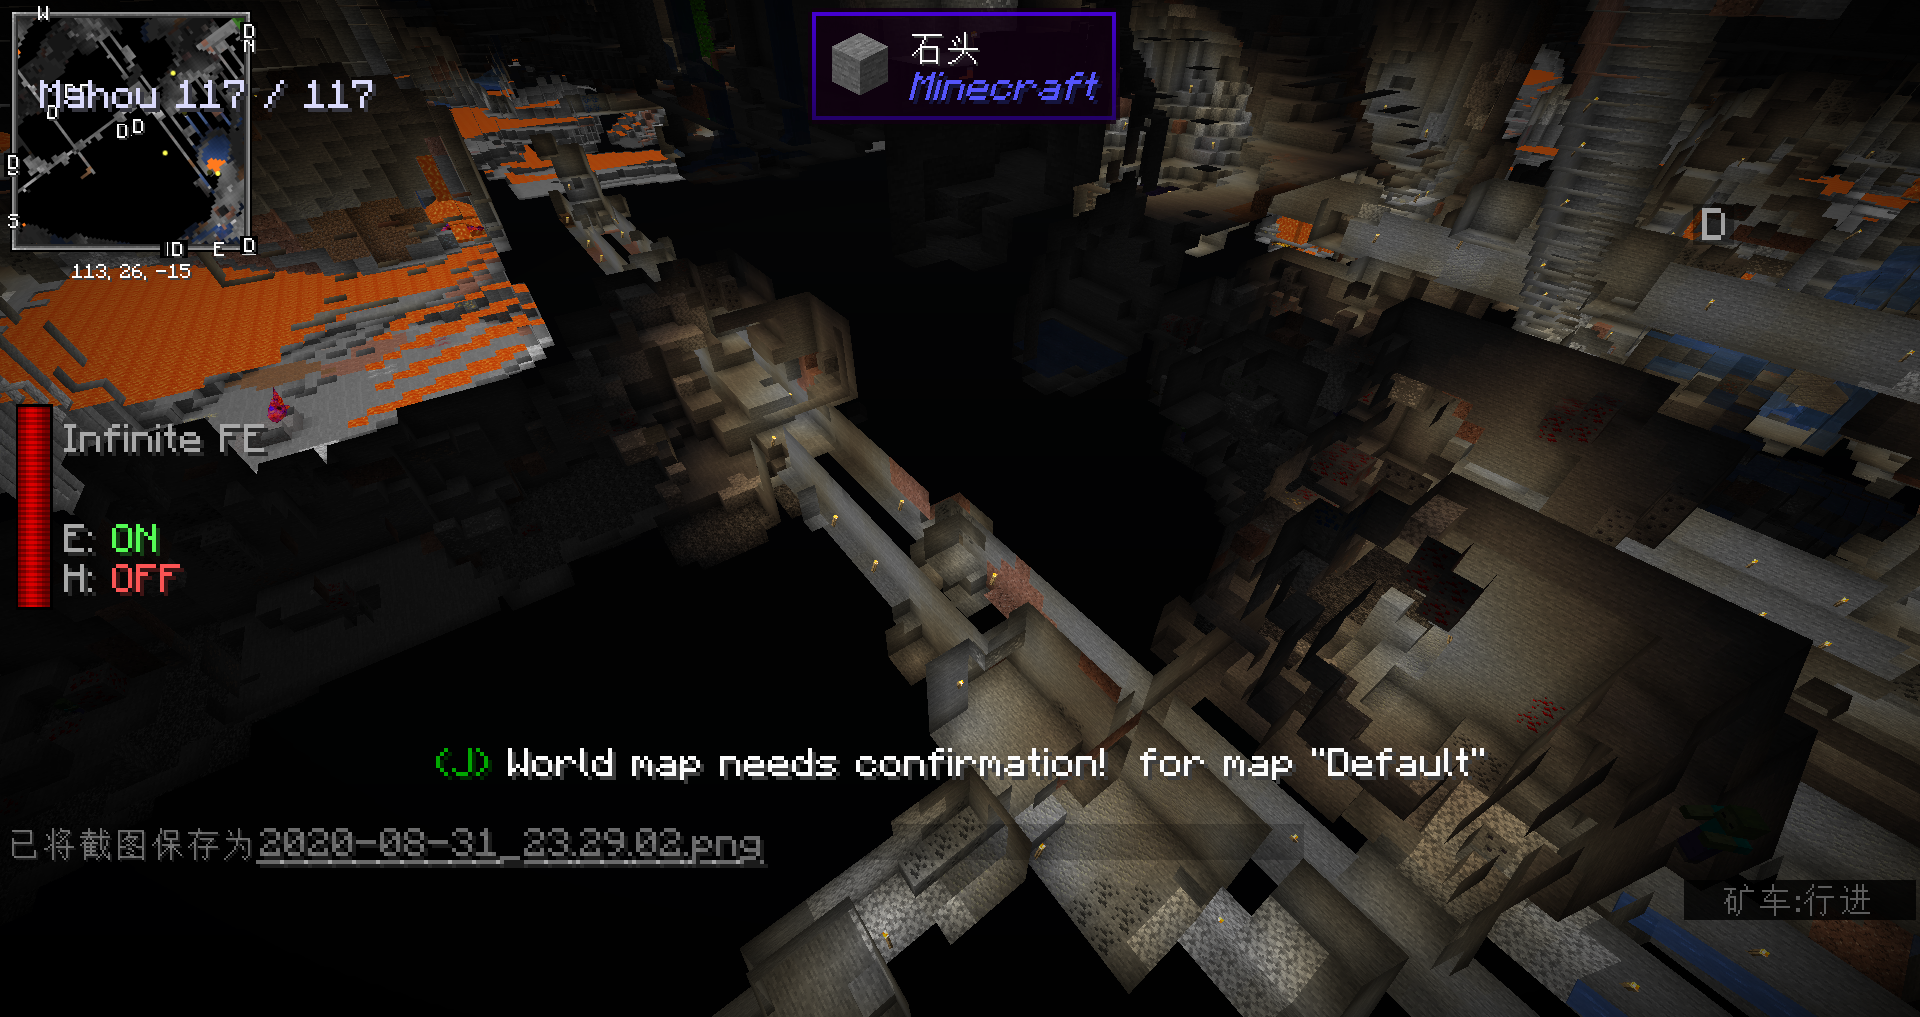 W
D
N
石头
Minecraft
Mahou 117 / 117
D
D D
D
D
S
ID E D
113, 26, -15
Infinite FE
E: ON
H: OFF
(J) World map needs confirmation!  for map "Default"
已将截图保存为2020-08-31_23.29.02.png
矿车:行进